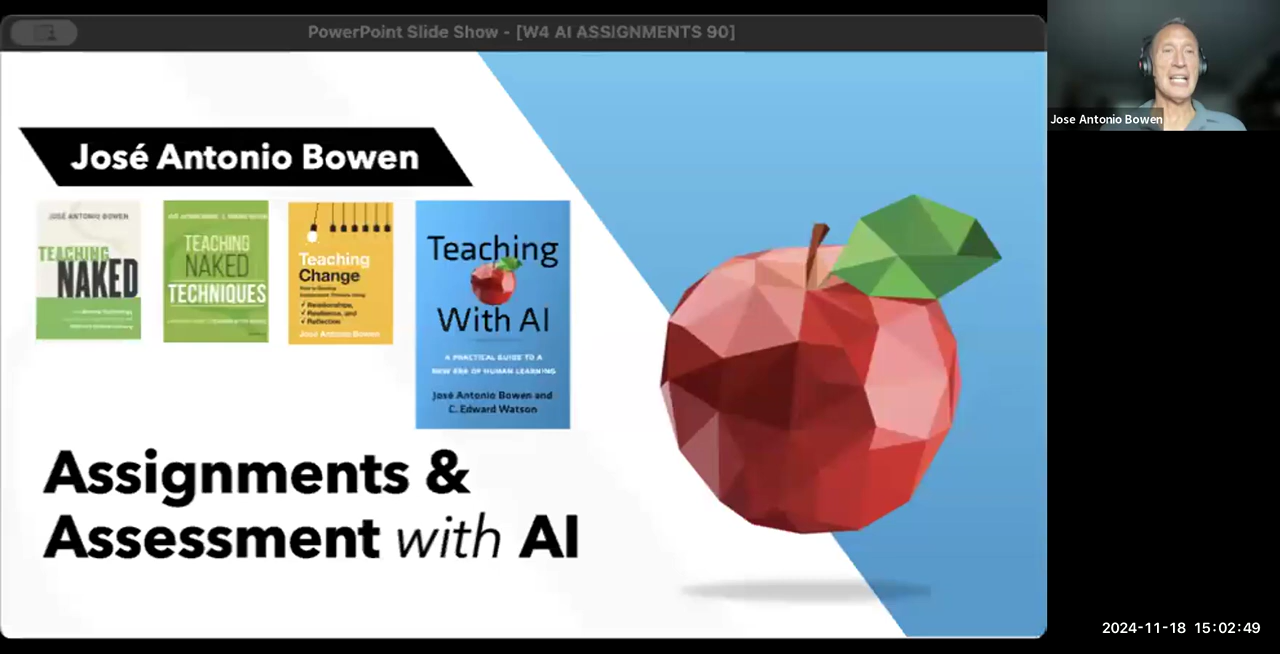 PowerPoint Slide Show - [W4 AI ASSIGNMENTS 90]
Jose Antonio Bowen
José Antonio Bowen
JOSÉ ANTONIO BOWEN
TEACHING
NAKED
TEACHING
NAKED
TECHNIQUES
Teaching
Change
Relationships,
Resilience, and
Reflection
José Antonio Bowen
Teaching
With AI
A PRACTICAL GUIDE TO A
NEW ERA OF HUMAN LEARNING
José Antonio Bowen and
C. Edward Watson
Assignments &
Assessment with AI
2024-11-18 15:02:49